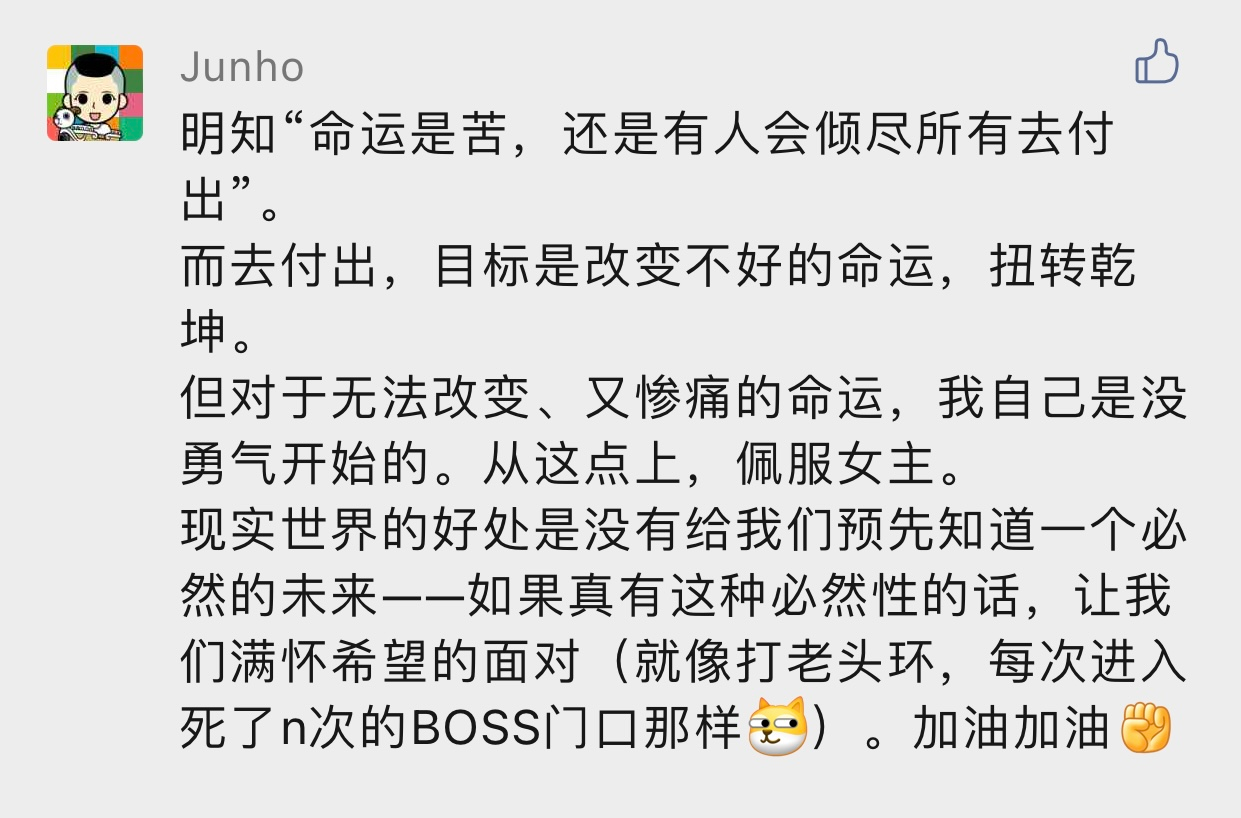 Junho
明知“命运是苦，还是有人会倾尽所有去付
出”。
而去付出，目标是改变不好的命运，扭转乾
坤。
但对于无法改变、又惨痛的命运，我自己是没
勇气开始的。从这点上，佩服女主。
现实世界的好处是没有给我们预先知道一个必
然的未来——如果真有这种必然性的话，让我
们满怀希望的面对（就像打老头环，每次进入
死了n次的BOSS门口那样）。加油加油✊